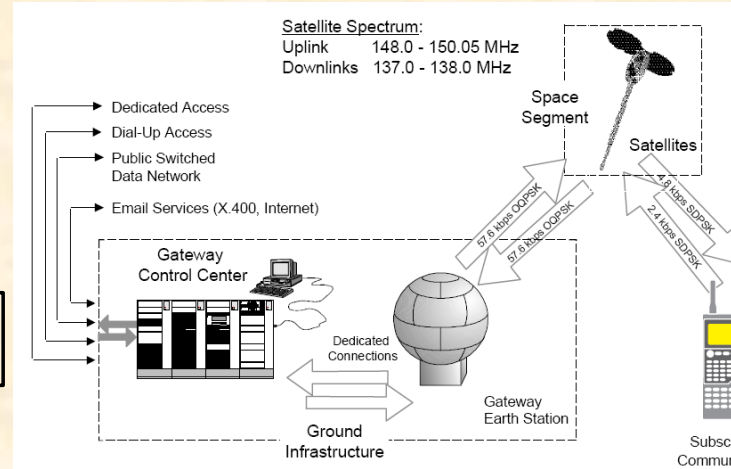 Satellite Spectrum:
Uplink 148.0 - 150.05 MHz
Downlinks 137.0 - 138.0 MHz
Dedicated Access
Dial-Up Access
Public Switched
Data Network
Email Services (X.400, Internet)
Space
Segment
Satellites
57.6 kbps OQPSK
57.6 kbps OQPSK
4.8 kbps SDPSK
2.4 kbps SDPSK
Gateway
Control Center
Dedicated
Connections
Gateway
Earth Station
Ground
Infrastructure
Subsc
Commun